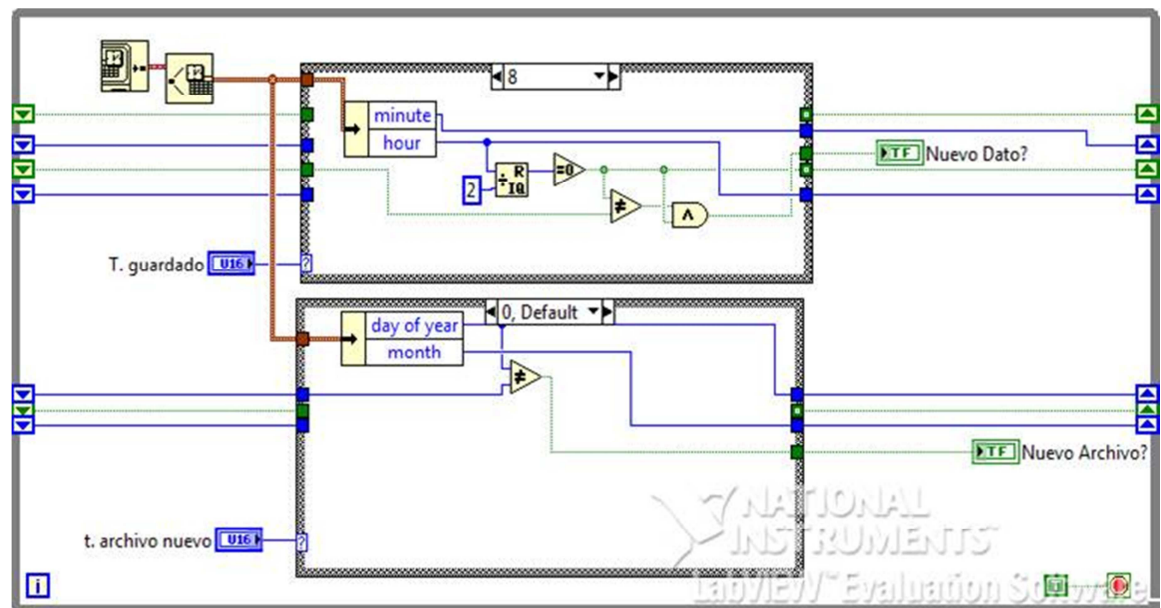 8
minute
hour
R
IQ
=0
2
≠
∧
TF
Nuevo Dato?
T. guardado
U16
?
0, Default
day of year
month
≠
TF
Nuevo Archivo?
NATIONAL
INSTRUMENTS
t. archivo nuevo
U16
?
i
LabVIEW™ Evaluation Software